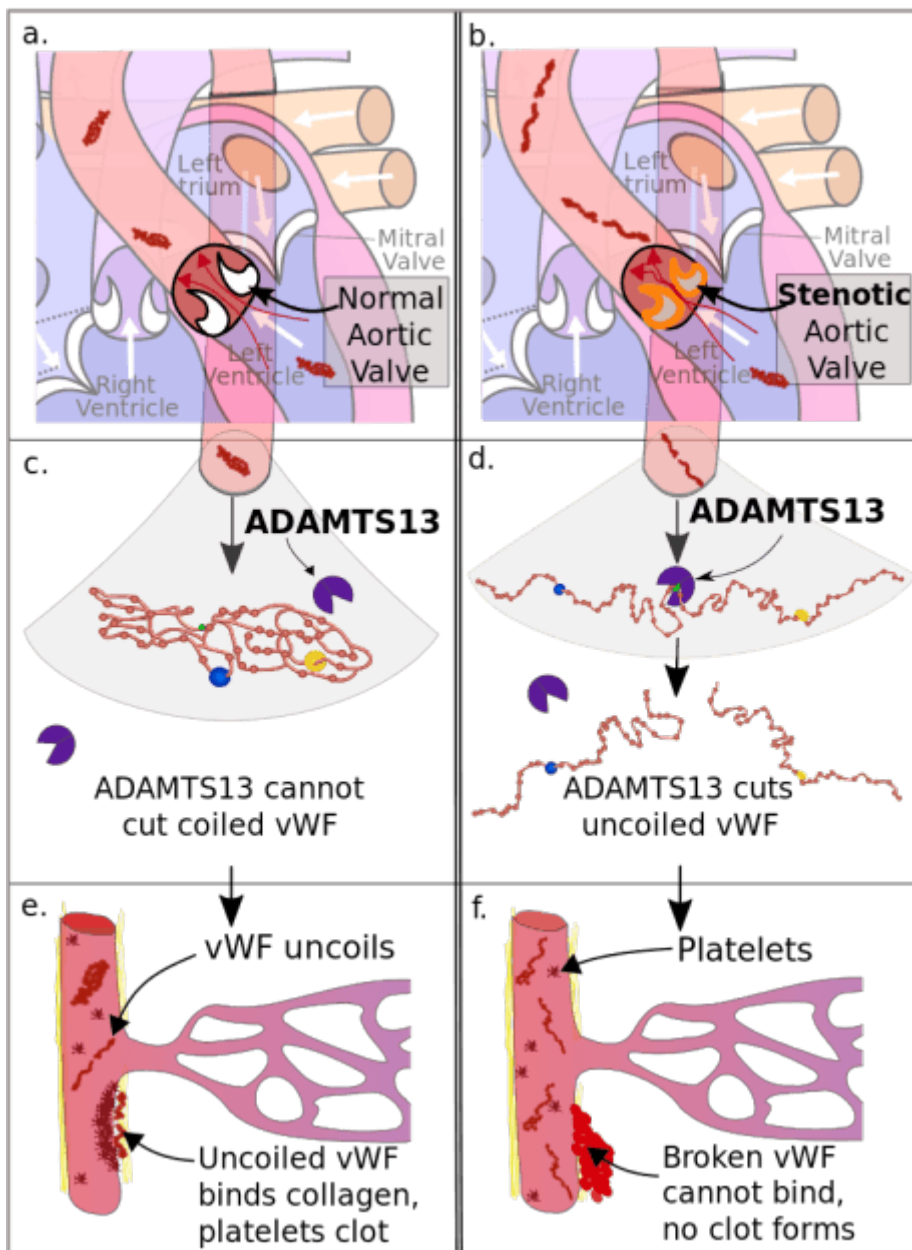 a.
Left
trium
Mitral
Valve
Normal
Aortic
Valve
Left
Ventricle
Right
Ventricle
b.
Left
trium
Mitral
Valve
Stenotic
Aortic
Valve
Left
Ventricle
Right
Ventricle
c.
ADAMTS13
ADAMTS13 cannot
cut coiled vWF
d.
ADAMTS13
ADAMTS13 cuts
uncoiled vWF
e.
vWF uncoils
Uncoiled vWF
binds collagen,
platelets clot
f.
Platelets
Broken vWF
cannot bind,
no clot forms